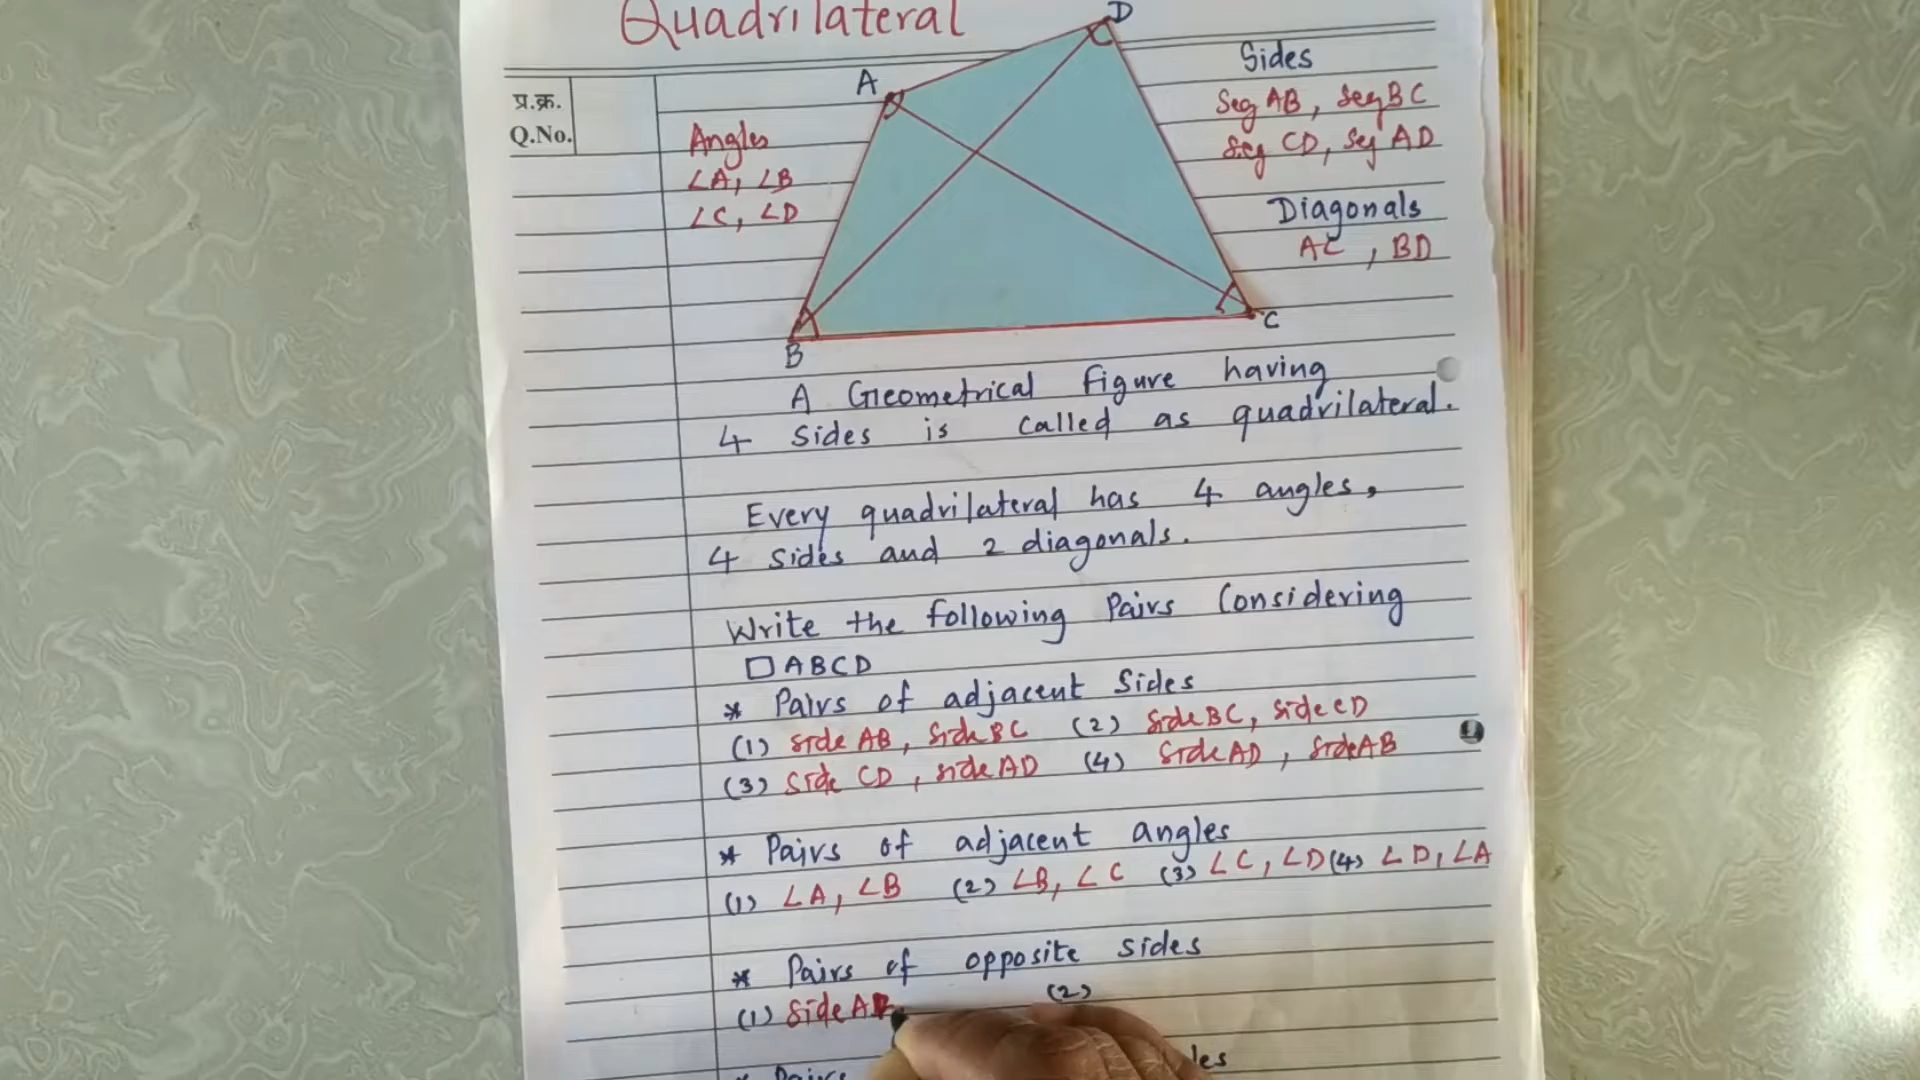 Quadrilateral
D
A
Sides
Seg AB, Seg BC
Seg CD, Seg AD
प्र.क्र.
Q.No.
Angles
∠A, ∠B
∠C, ∠D
Diagonals
AC, BD
C
B
A Geometrical figure having
4 sides is called as quadrilateral.
Every quadrilateral has 4 angles,
4 sides and 2 diagonals.
Write the following Pairs Considering
□ABCD
* Pairs of adjacent Sides
(1) side AB, side BC (2) side BC, side CD
(3) Side CD, side AD (4) side AD, side AB
* Pairs of adjacent angles
(1) ∠A, ∠B (2) ∠B, ∠C (3) ∠C, ∠D (4) ∠D, ∠A
* Pairs of opposite sides
(1) Side A (2)
* Pairs